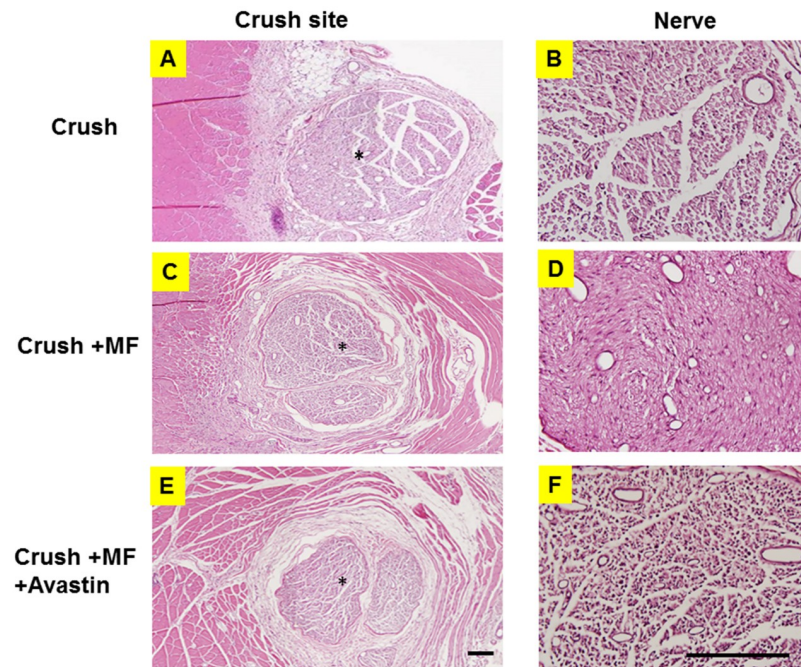 Crush site
Nerve
Crush
A
*
B
Crush +MF
C
*
D
Crush +MF
+Avastin
E
*
F